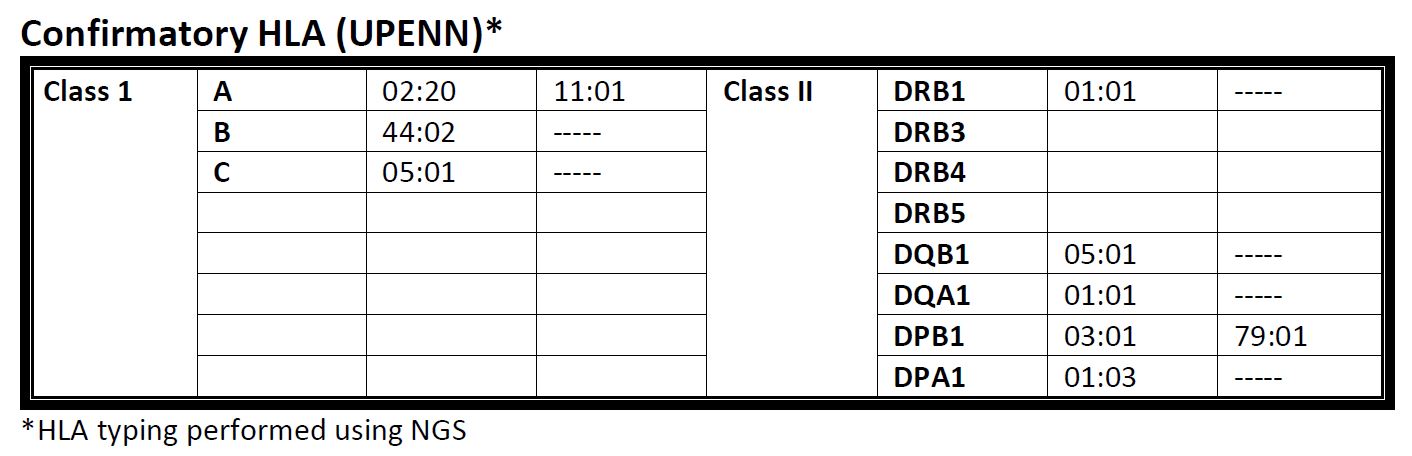 Confirmatory HLA (UPENN)*
Class 1 A 02:20 11:01 Class II DRB1 01:01 -----
B 44:02 ----- DRB3
C 05:01 ----- DRB4
DRB5
DQB1 05:01 -----
DQA1 01:01 -----
DPB1 03:01 79:01
DPA1 01:03 -----
*HLA typing performed using NGS